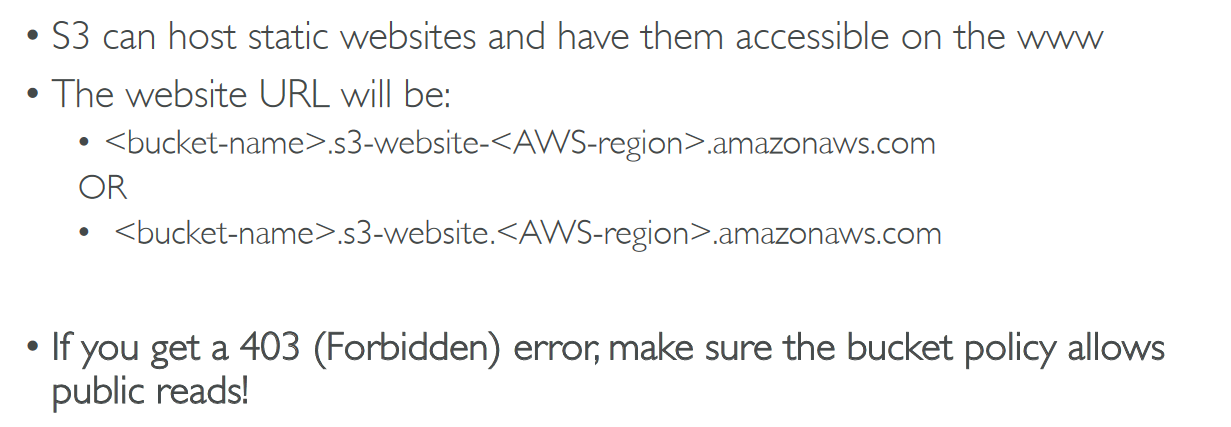 • S3 can host static websites and have them accessible on the www
• The website URL will be:
• <bucket-name>.s3-website-<AWS-region>.amazonaws.com
OR
• <bucket-name>.s3-website.<AWS-region>.amazonaws.com
• If you get a 403 (Forbidden) error, make sure the bucket policy allows
public reads!